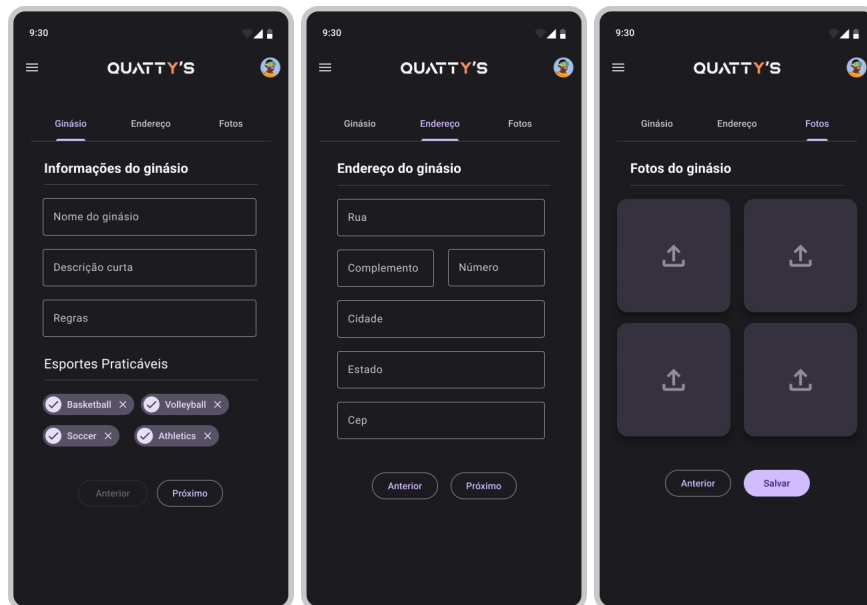 9:30
QUATTY'S
Ginásio Endereço Fotos
Informações do ginásio
Nome do ginásio
Descrição curta
Regras
Esportes Praticáveis
Basketball Volleyball
Soccer Athletics
Anterior Próximo
9:30
QUATTY'S
Ginásio Endereço Fotos
Endereço do ginásio
Rua
Complemento Número
Cidade
Estado
Cep
Anterior Próximo
9:30
QUATTY'S
Ginásio Endereço Fotos
Fotos do ginásio
Anterior Salvar